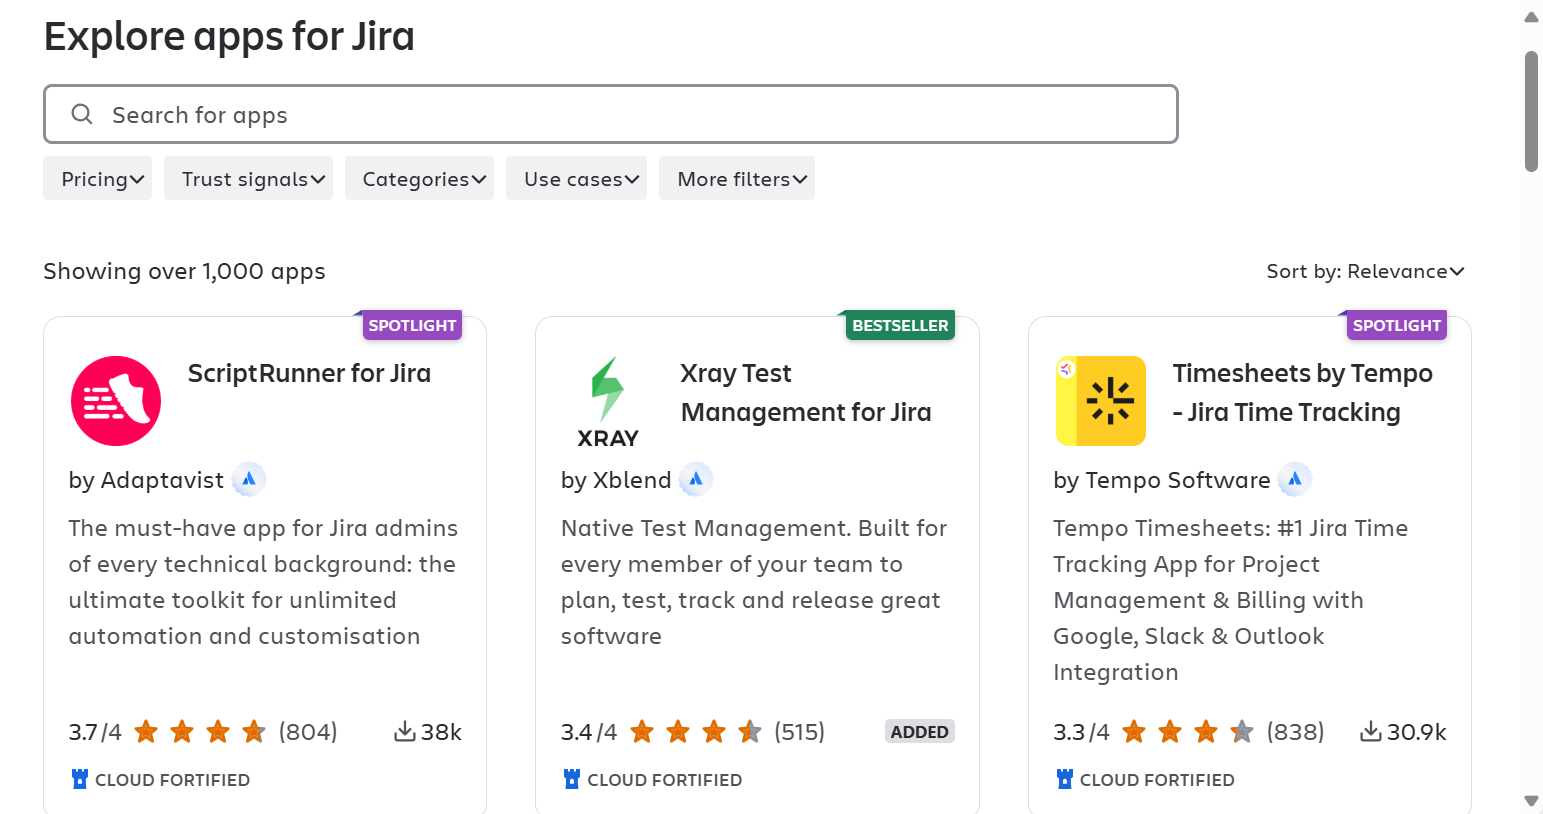 Explore apps for Jira
Search for apps
Pricing
Trust signals
Categories
Use cases
More filters
Showing over 1,000 apps
Sort by: Relevance
SPOTLIGHT
ScriptRunner for Jira
by Adaptavist
The must-have app for Jira admins
of every technical background: the
ultimate toolkit for unlimited
automation and customisation
3.7/4
(804)
38k
CLOUD FORTIFIED
BESTSELLER
XRAY
Xray Test
Management for Jira
by Xblend
Native Test Management. Built for
every member of your team to
plan, test, track and release great
software
3.4/4
(515)
ADDED
CLOUD FORTIFIED
SPOTLIGHT
Timesheets by Tempo
- Jira Time Tracking
by Tempo Software
Tempo Timesheets: #1 Jira Time
Tracking App for Project
Management & Billing with
Google, Slack & Outlook
Integration
3.3/4
(838)
30.9k
CLOUD FORTIFIED